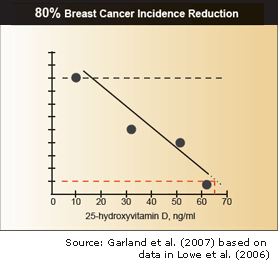 80% Breast Cancer Incidence Reduction
0 10 20 30 40 50 60 70
25-hydroxyvitamin D, ng/ml
Source: Garland et al. (2007) based on
data in Lowe et al. (2006)